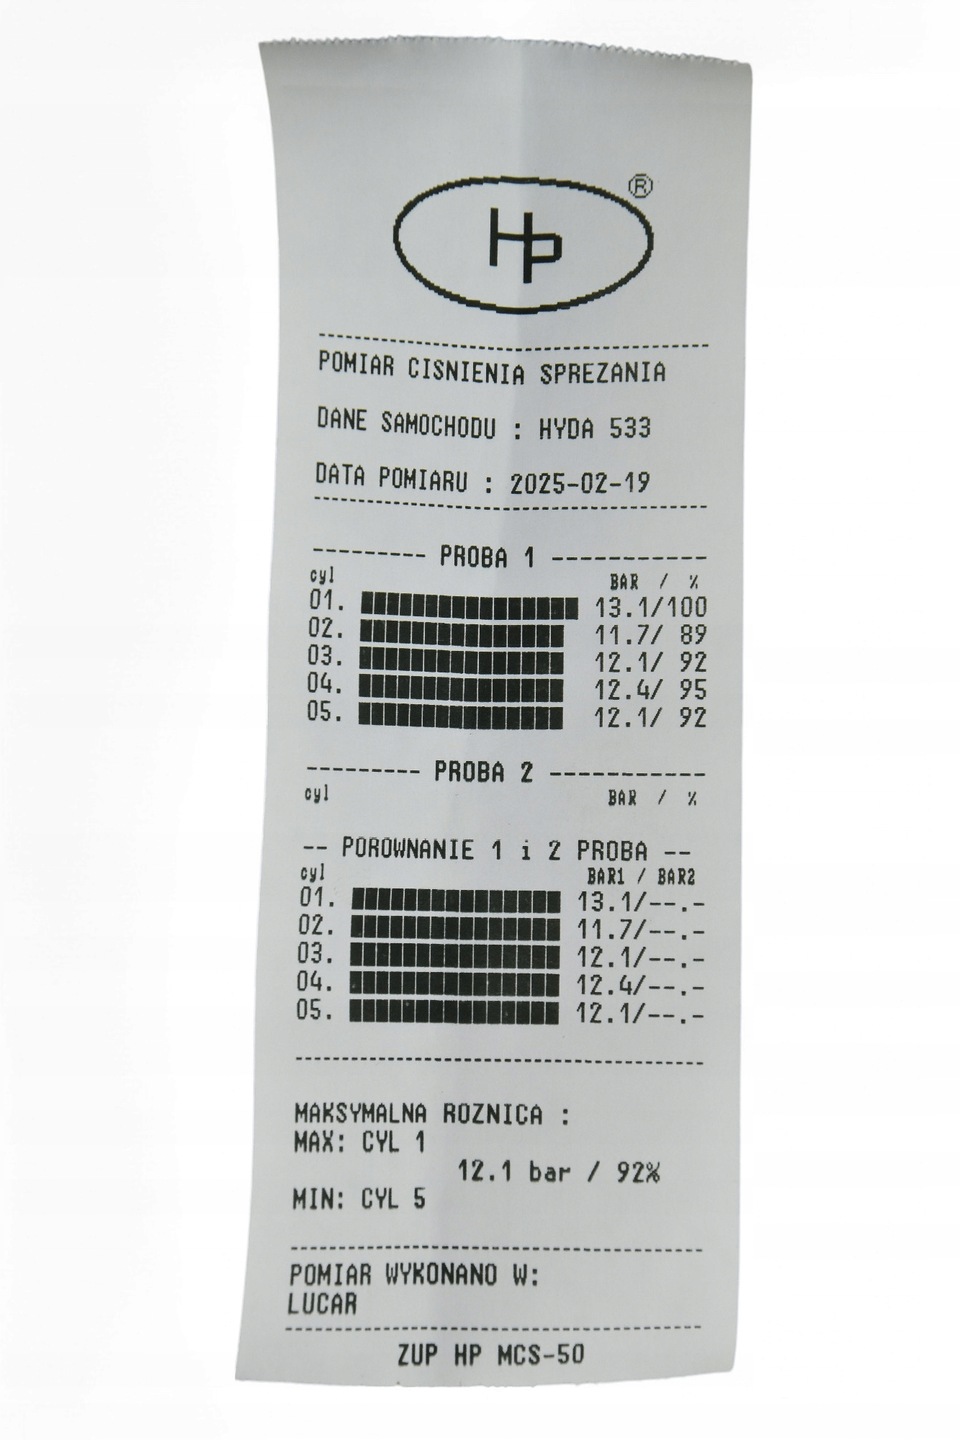 HP ®
POMIAR CISNIENIA SPREZANIA
DANE SAMOCHODU : HYDA 533
DATA POMIARU : 2025-02-19
--------- PROBA 1 -----------
cyl BAR / %
01. 13.1/100
02. 11.7/ 89
03. 12.1/ 92
04. 12.4/ 95
05. 12.1/ 92
--------- PROBA 2 -----------
cyl BAR / %
-- POROWNANIE 1 i 2 PROBA --
cyl BAR1 / BAR2
01. 13.1/--.-
02. 11.7/--.-
03. 12.1/--.-
04. 12.4/--.-
05. 12.1/--.-
MAKSYMALNA ROZNICA :
MAX: CYL 1
12.1 bar / 92%
MIN: CYL 5
POMIAR WYKONANO W:
LUCAR
ZUP HP MCS-50